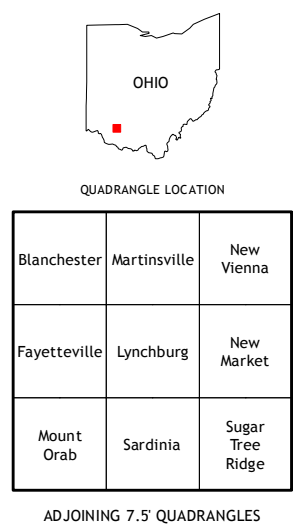 OHIO
QUADRANGLE LOCATION
Blanchester
Martinsville
New
Vienna
Fayetteville
Lynchburg
New
Market
Mount
Orab
Sardinia
Sugar
Tree
Ridge
ADJOINING 7.5' QUADRANGLES